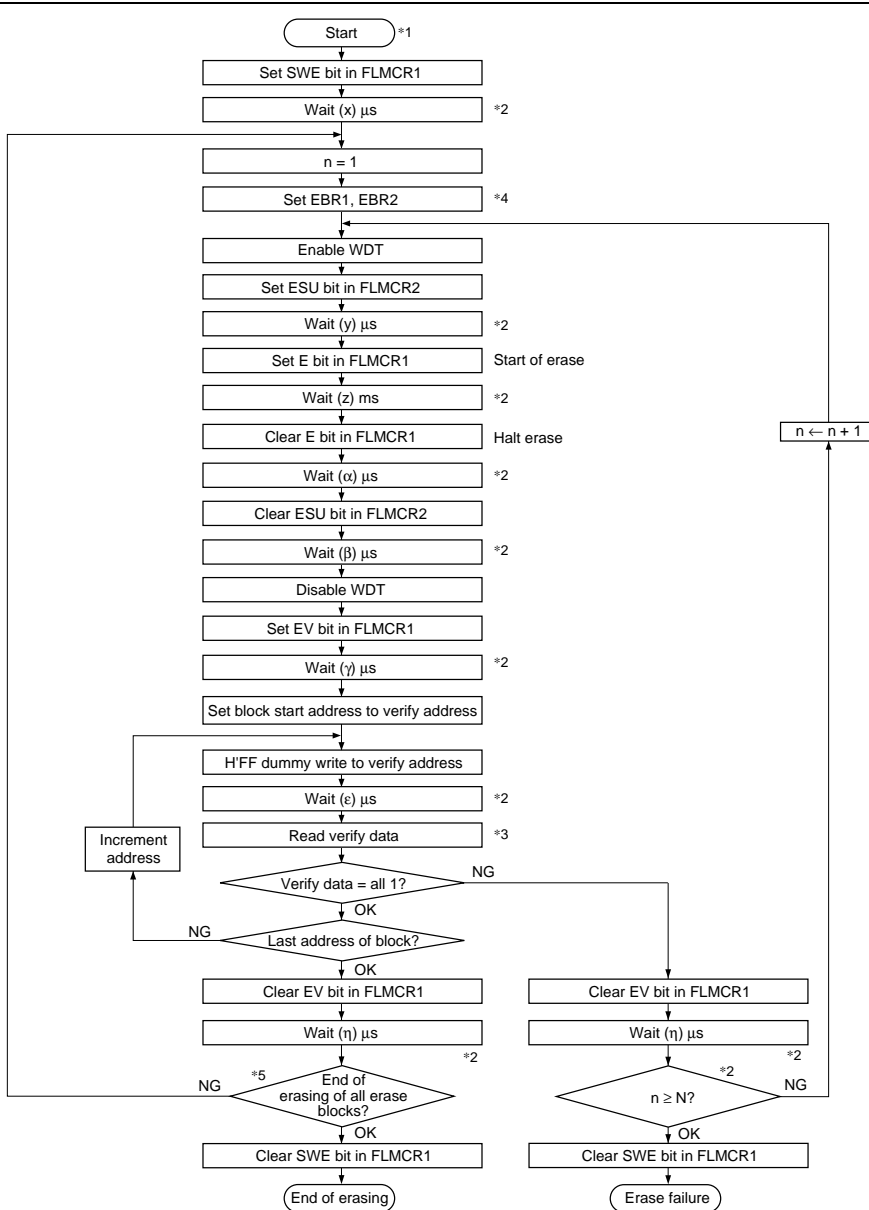 Start
*1
Set SWE bit in FLMCR1
Wait (x) μs
*2
n = 1
Set EBR1, EBR2
*4
Enable WDT
Set ESU bit in FLMCR2
Wait (y) μs
*2
Set E bit in FLMCR1
Start of erase
Wait (z) ms
*2
n ← n + 1
Clear E bit in FLMCR1
Halt erase
Wait (α) μs
*2
Clear ESU bit in FLMCR2
Wait (β) μs
*2
Disable WDT
Set EV bit in FLMCR1
Wait (γ) μs
*2
Set block start address to verify address
H'FF dummy write to verify address
Wait (ε) μs
*2
Increment
address
Read verify data
*3
Verify data = all 1?
NG
OK
NG
Last address of block?
OK
Clear EV bit in FLMCR1
Wait (η) μs
*2
NG
*5
End of
erasing of all erase
blocks?
OK
Clear SWE bit in FLMCR1
End of erasing
Clear EV bit in FLMCR1
Wait (η) μs
*2
*2
n ≥ N?
NG
OK
Clear SWE bit in FLMCR1
Erase failure